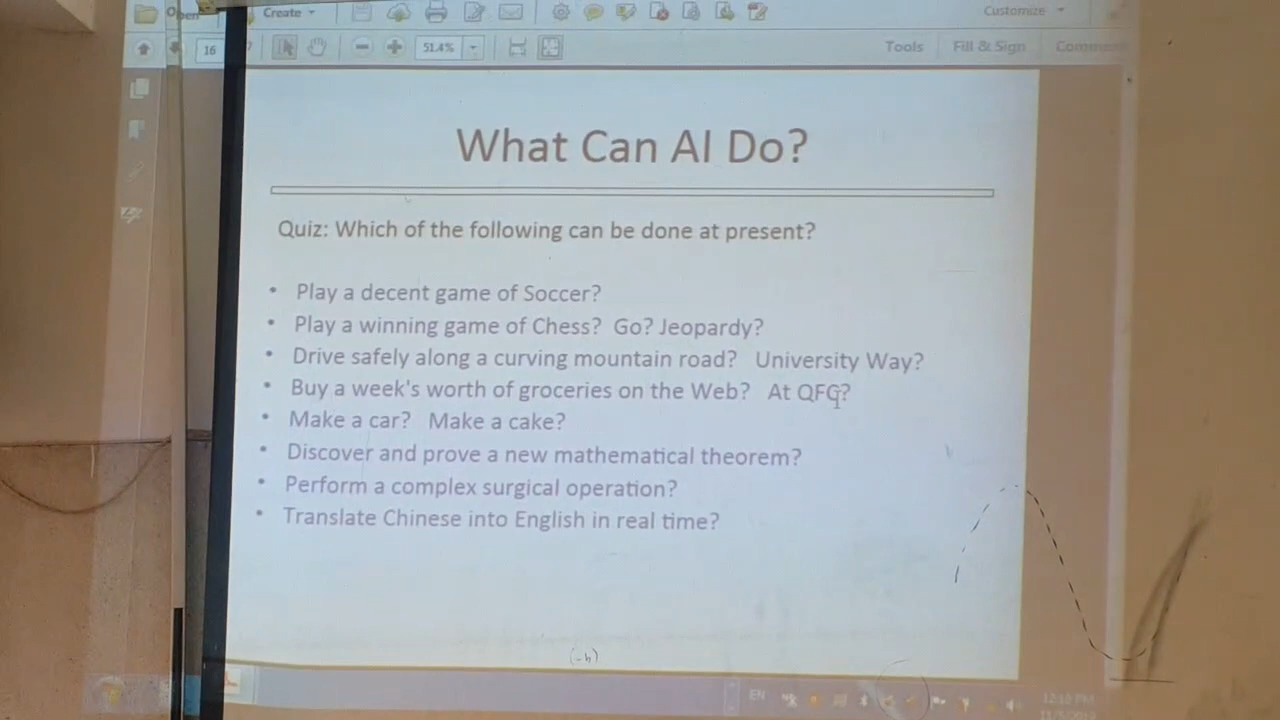 Open Create Customize
16 51.4% Tools Fill & Sign Comment
What Can AI Do?
Quiz: Which of the following can be done at present?
• Play a decent game of Soccer?
• Play a winning game of Chess? Go? Jeopardy?
• Drive safely along a curving mountain road? University Way?
• Buy a week's worth of groceries on the Web? At QFC?
• Make a car? Make a cake?
• Discover and prove a new mathematical theorem?
• Perform a complex surgical operation?
• Translate Chinese into English in real time?
(-b)
EN 12:10 PM